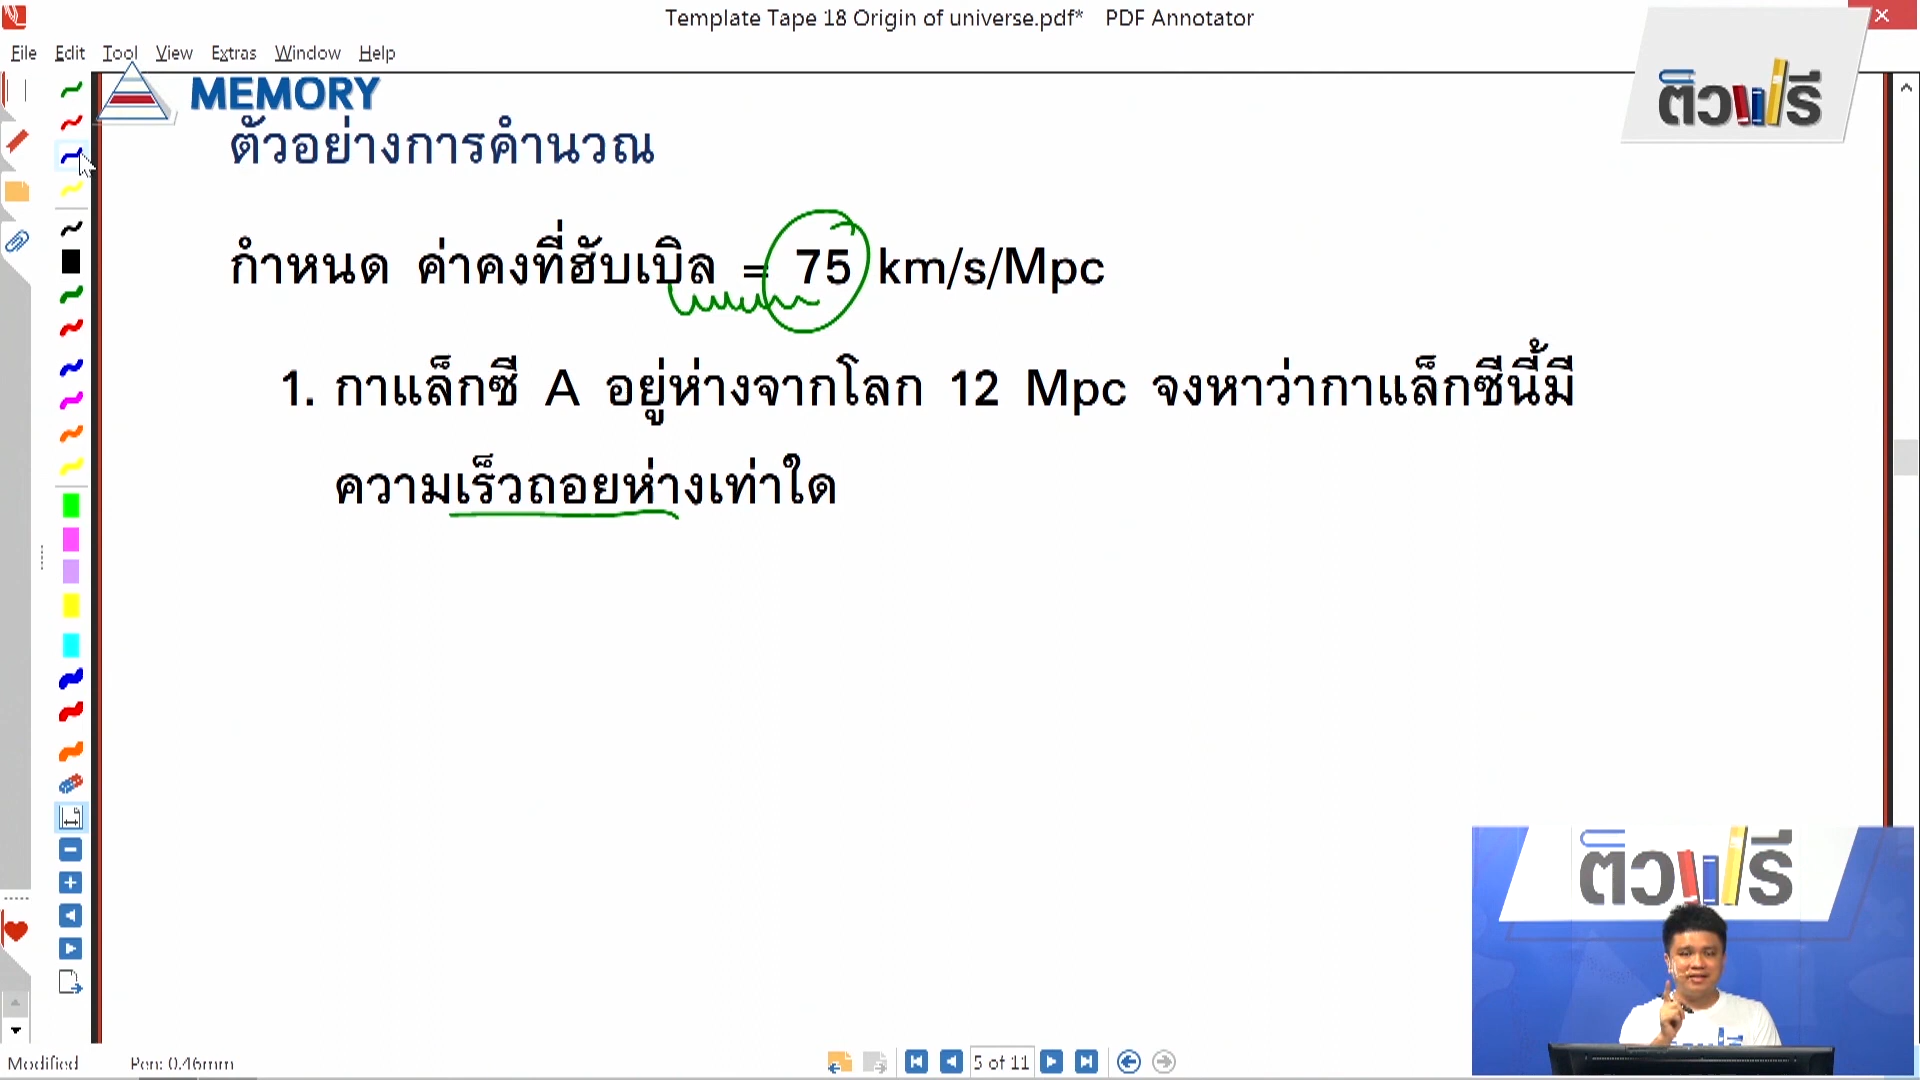 Template Tape 18 Origin of universe.pdf* PDF Annotator
File Edit Tool View Extras Window Help
MEMORY
ติวฟรี
ตัวอย่างการคำนวณ
กำหนด ค่าคงที่ฮับเบิล = 75 km/s/Mpc
1. กาแล็กซี A อยู่ห่างจากโลก 12 Mpc จงหาว่ากาแล็กซีนี้มี
ความเร็วถอยห่างเท่าใด
ติวฟรี
Modified Pen: 0.46mm 5 of 11